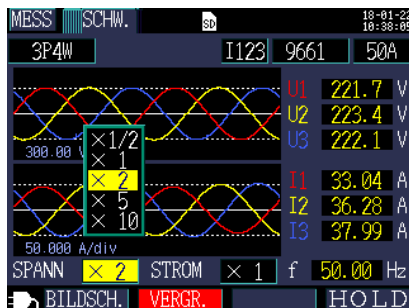 MESS SCHW. SD 18-01-22
10:38:05
3P4W I123 9661 50A
U1 221.7 V
U2 223.4 V
U3 222.1 V
300.00 V
×1/2
× 1
× 2
× 5
× 10
I1 33.04 A
I2 36.28 A
I3 37.99 A
50.000 A/div
SPANN × 2 STROM × 1 f 50.00 Hz
BILDSCH. VERGR. HOLD